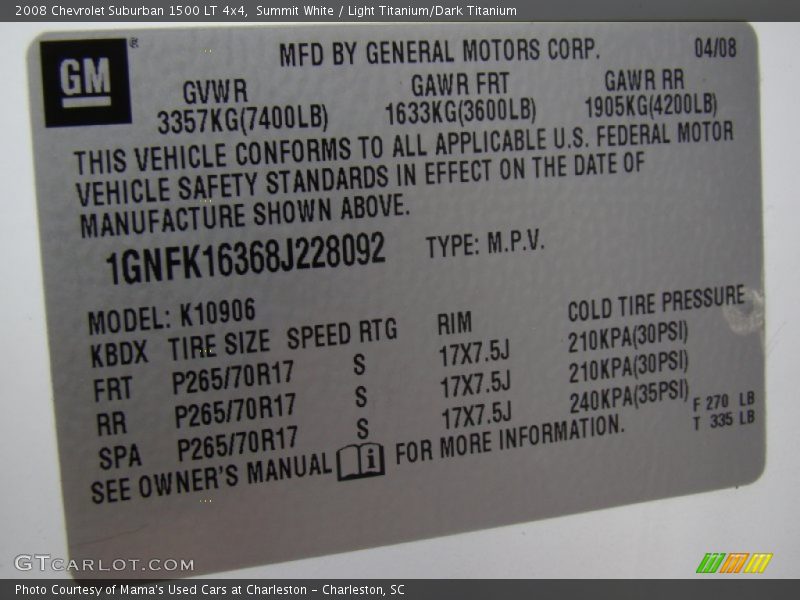 2008 Chevrolet Suburban 1500 LT 4x4, Summit White / Light Titanium/Dark Titanium
GM
MFD BY GENERAL MOTORS CORP. 04/08
GVWR GAWR FRT GAWR RR
3357KG(7400LB) 1633KG(3600LB) 1905KG(4200LB)
THIS VEHICLE CONFORMS TO ALL APPLICABLE U.S. FEDERAL MOTOR
VEHICLE SAFETY STANDARDS IN EFFECT ON THE DATE OF
MANUFACTURE SHOWN ABOVE.
1GNFK16368J228092 TYPE: M.P.V.
MODEL: K10906
KBDX TIRE SIZE SPEED RTG RIM COLD TIRE PRESSURE
FRT P265/70R17 S 17X7.5J 210KPA(30PSI)
RR P265/70R17 S 17X7.5J 210KPA(30PSI)
SPA P265/70R17 S 17X7.5J 240KPA(35PSI)
F 270 LB
T 335 LB
SEE OWNER'S MANUAL i FOR MORE INFORMATION.
GTCARLOT.COM
Photo Courtesy of Mama's Used Cars at Charleston - Charleston, SC